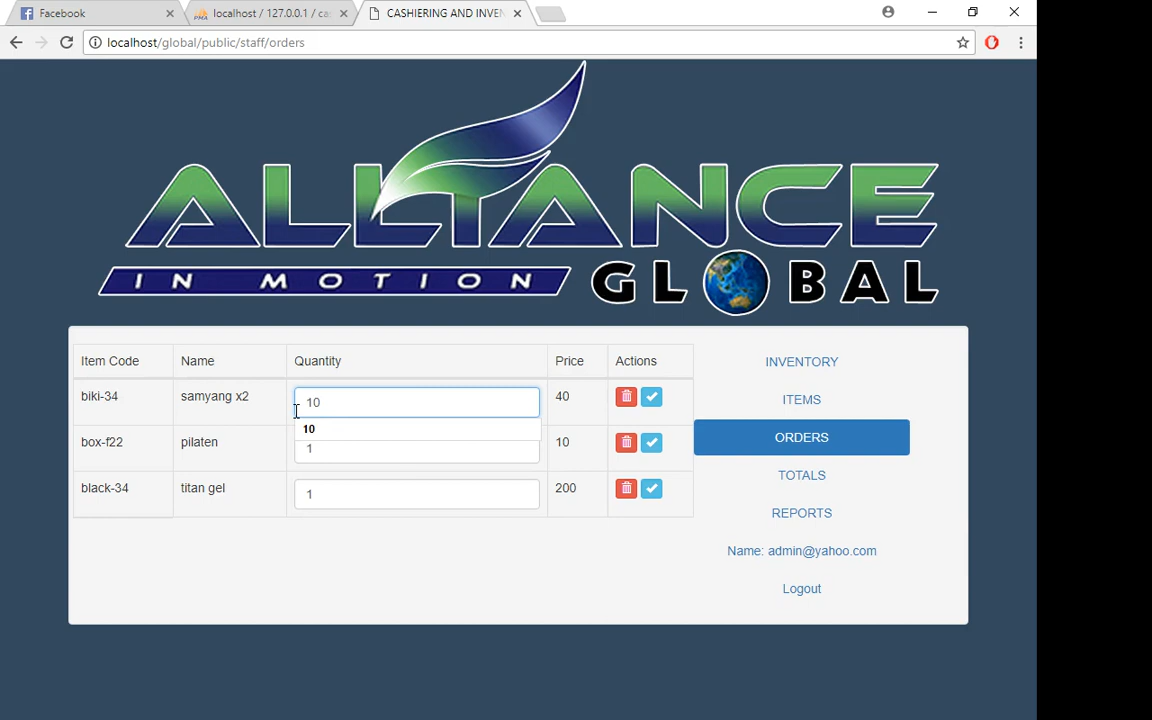 Facebook
localhost / 127.0.0.1 / ca
CASHIERING AND INVEN
localhost/global/public/staff/orders
ALLIANCE
IN MOTION GLOBAL
Item Code Name Quantity Price Actions
biki-34 samyang x2 10 40
10
box-f22 pilaten 1 10
black-34 titan gel 1 200
INVENTORY
ITEMS
ORDERS
TOTALS
REPORTS
Name: admin@yahoo.com
Logout